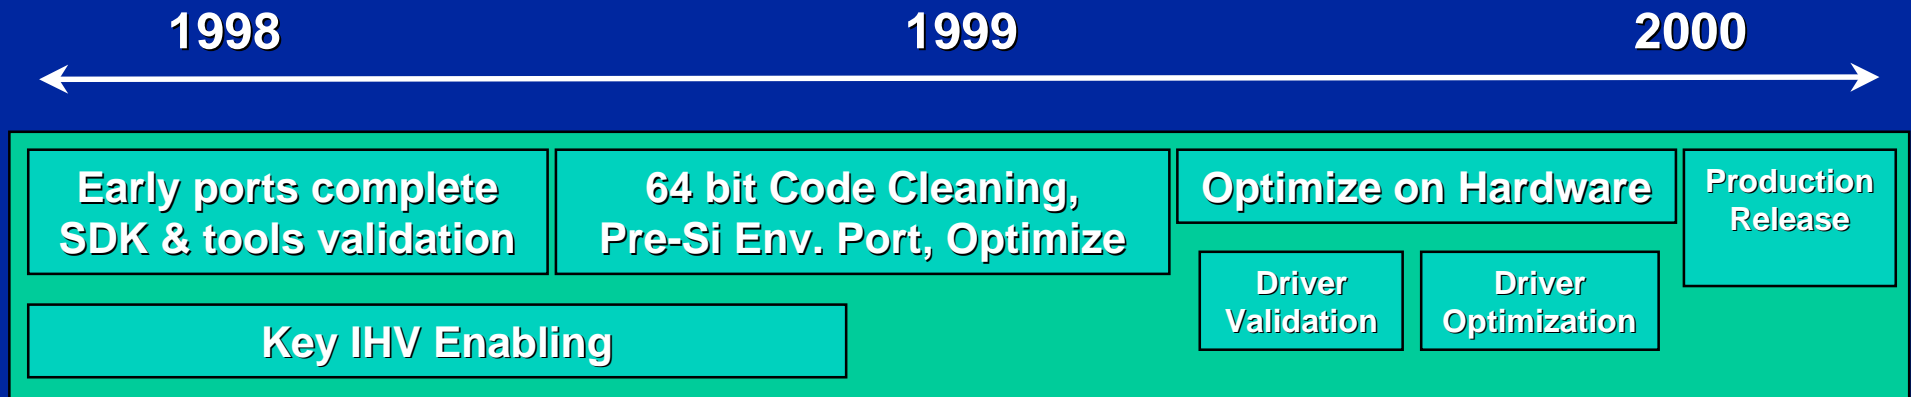 1998 1999 2000
Early ports complete
SDK & tools validation
64 bit Code Cleaning,
Pre-Si Env. Port, Optimize
Optimize on Hardware
Production
Release
Driver
Validation
Driver
Optimization
Key IHV Enabling